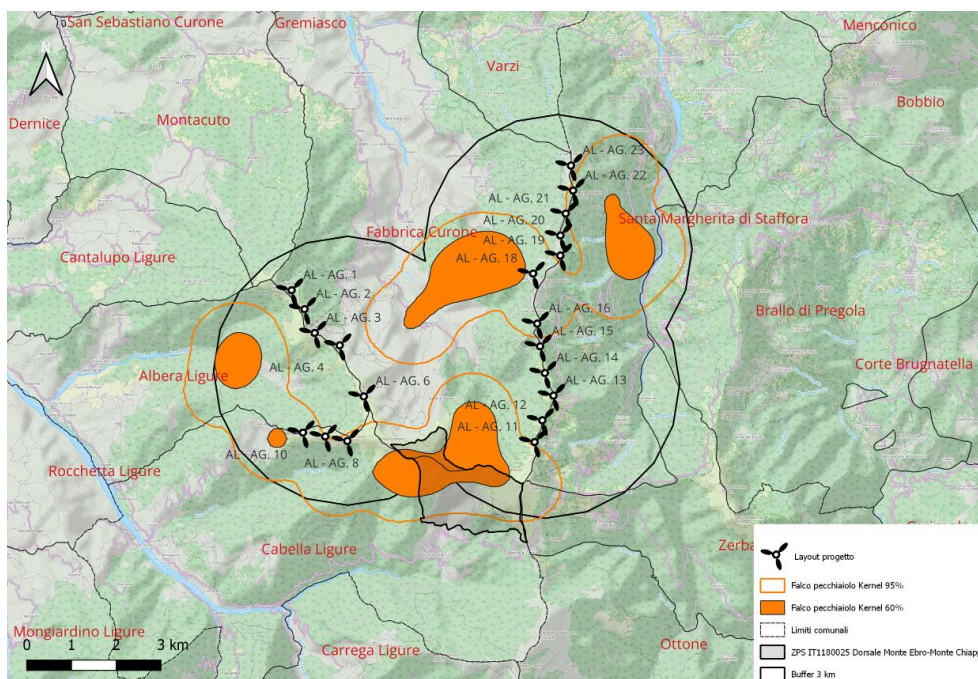 San Sebastiano Curone
Gremiasco
Menconico
Varzi
Bobbio
Dernice
Montacuto
AL - AG. 23
AL - AG. 22
AL - AG. 21
AL - AG. 20
Santa Margherita di Staffora
Fabbrica Curone
AL - AG. 19
Cantalupo Ligure
AL - AG. 18
AL - AG. 1
AL - AG. 2
AL - AG. 16
Brallo di Pregola
AL - AG. 3
AL - AG. 15
AL - AG. 14
Corte Brugnatella
AL - AG. 4
Albera Ligure
AL - AG. 6
AL - AG. 13
AL - AG. 12
AL - AG. 11
AL - AG. 10
AL - AG. 8
Rocchetta Ligure
Cabella Ligure
Zerba
Mongiardino Ligure
Carrega Ligure
Ottone
0 1 2 3 km
Layout progetto
Falco pecchiaiolo Kernel 95%
Falco pecchiaiolo Kernel 60%
Limiti comunali
ZPS IT1180025 Dorsale Monte Ebro-Monte Chiapp
Buffer 3 km